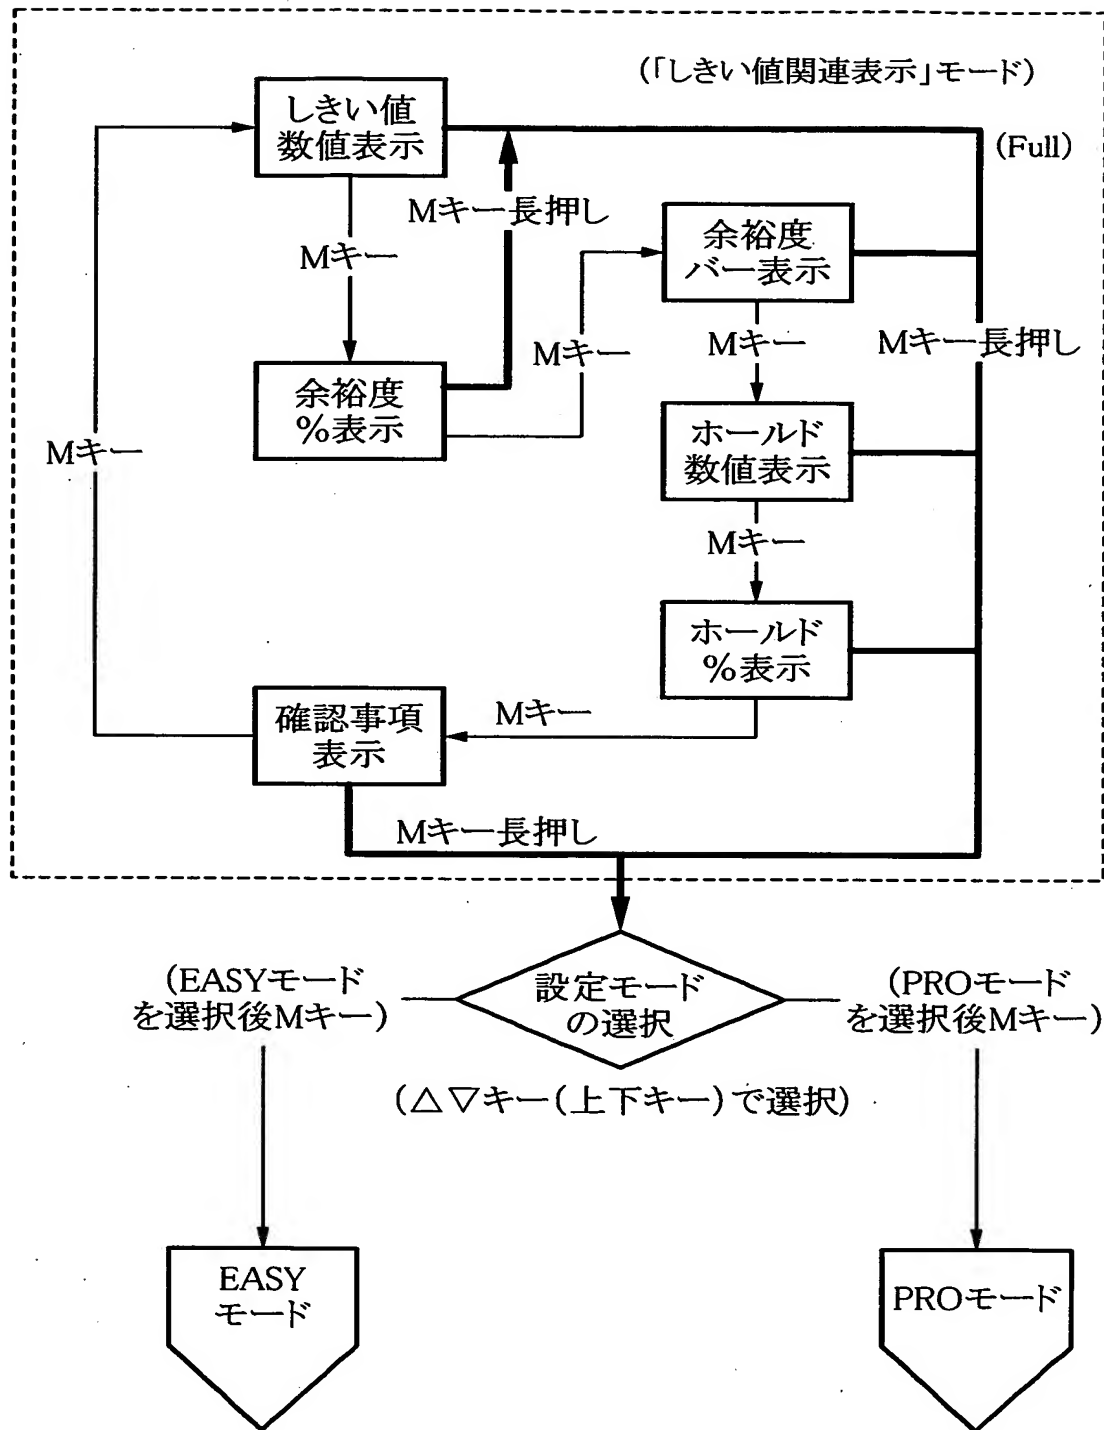 (「しきい値関連表示」モード)
しきい値
数値表示
(Full)
Mキー長押し
Mキー
余裕度
バー表示
Mキー
Mキー
Mキー長押し
余裕度
%表示
Mキー
ホールド
数値表示
Mキー
ホールド
%表示
Mキー
確認事項
表示
Mキー長押し
(EASYモード
を選択後Mキー)
設定モード
の選択
(PROモード
を選択後Mキー)
(△▽キー(上下キー)で選択)
EASY
モード
PROモード